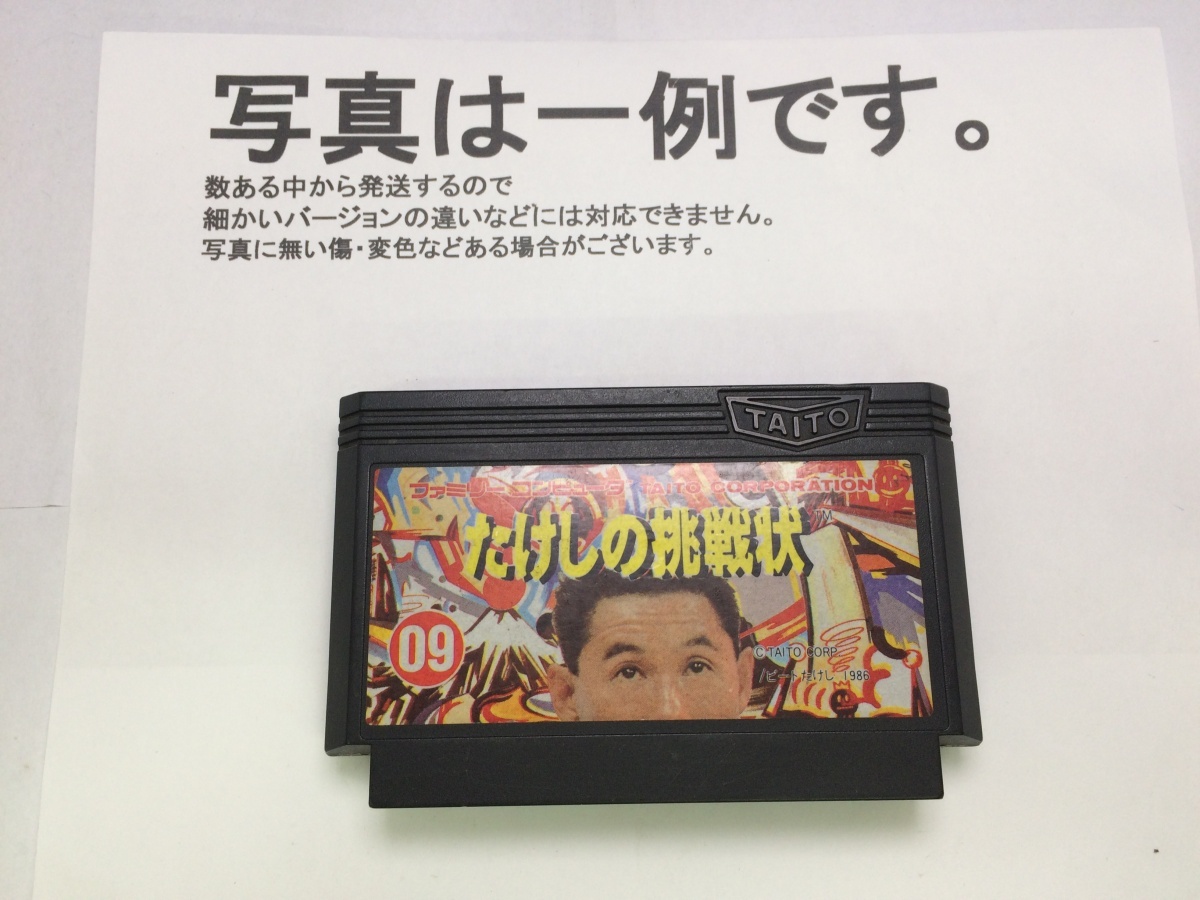 写真は一例です。
数ある中から発送するので
細かいバージョンの違いなどには対応できません。
写真に無い傷・変色などある場合がございます。
TAITO
ファミリーコンピュータ TAITO CORPORATION
たけしの挑戦状 TM
09
C TAITO CORP.
/ビートたけし 1986